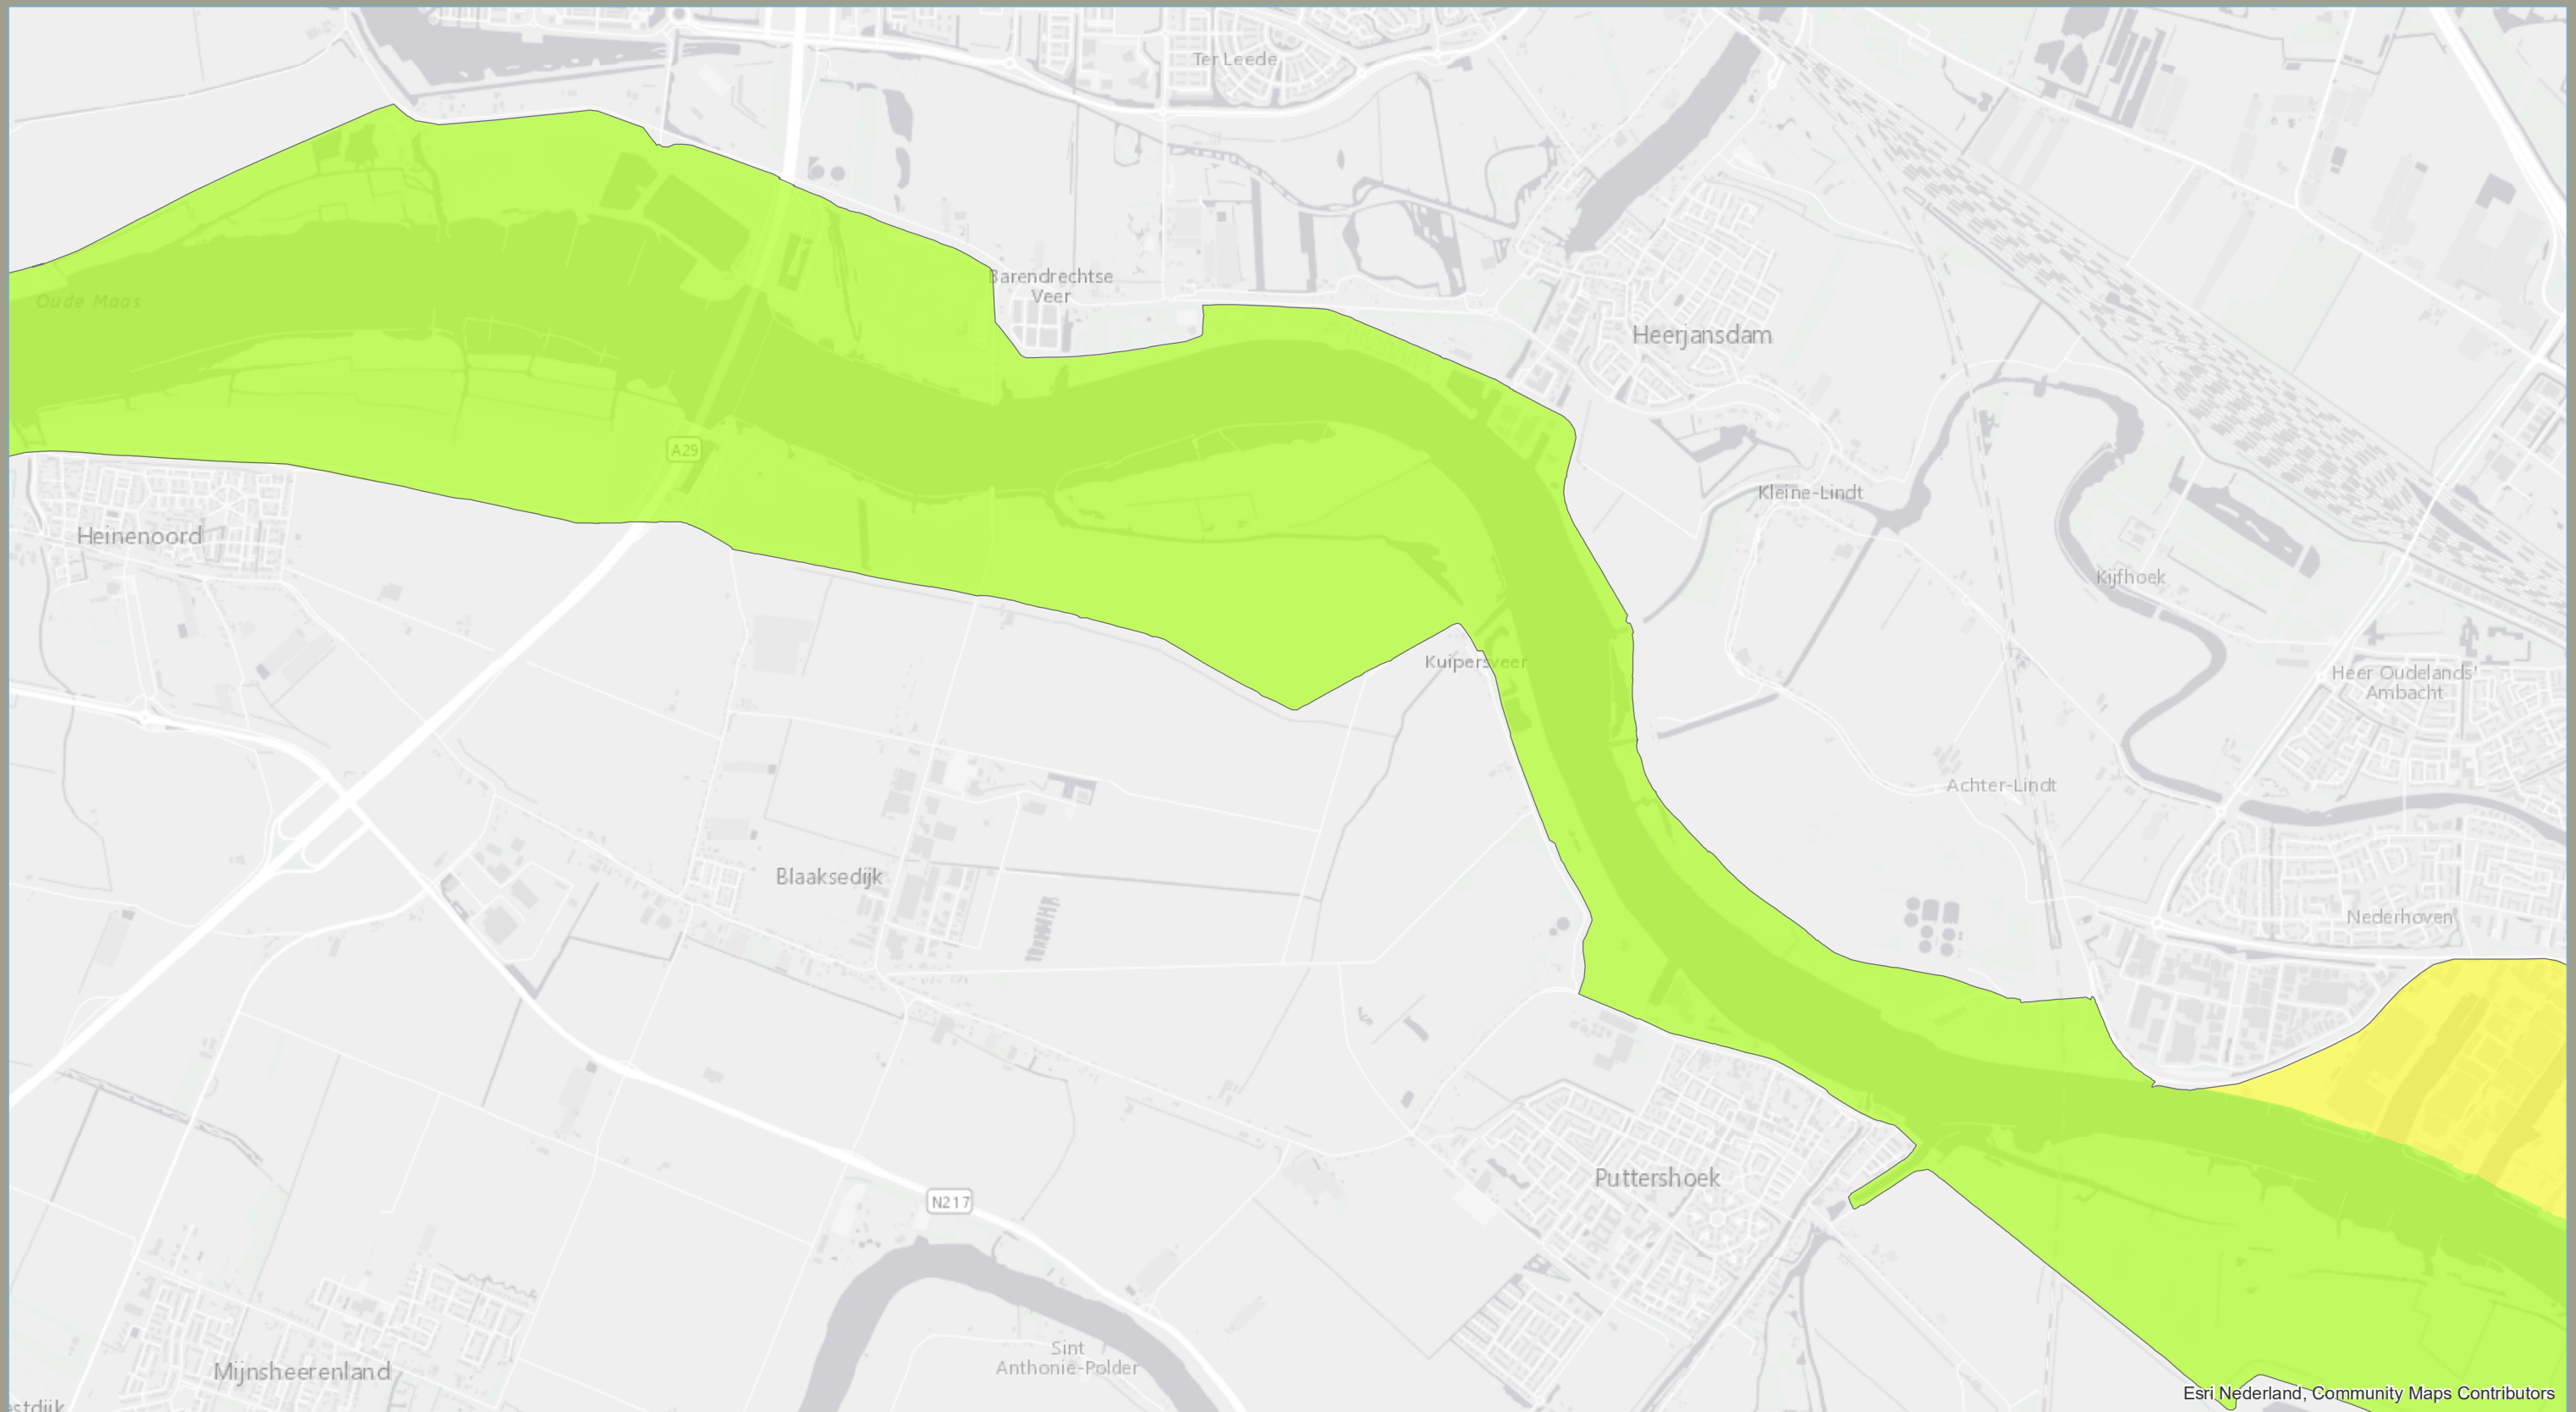 Ter Leede
Barendrechtse
Veer
Oude Maas
Heerjansdam
A29
Kleine-Lindt
Heinenoord
Kijfhoek
Kuipersveer
Heer Oudelands'
Ambacht
Achter-Lindt
Blaaksedijk
Nederhoven
Puttershoek
N217
Sint
Anthonie-Polder
Mijnsheerenland
estdijk
Esri Nederland, Community Maps Contributors